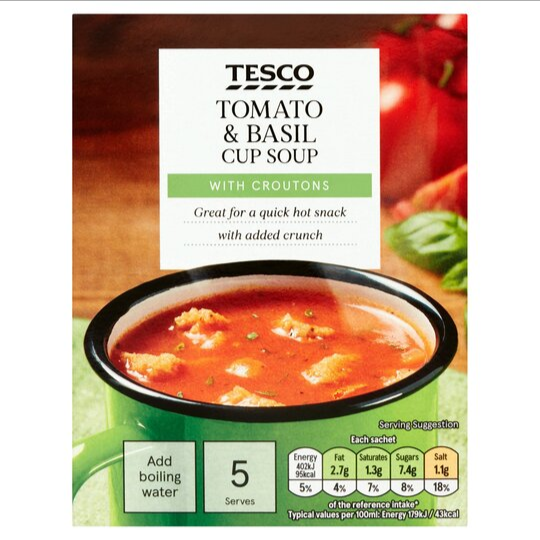 TESCO
TOMATO
& BASIL
CUP SOUP
WITH CROUTONS
Great for a quick hot snack
with added crunch
Serving Suggestion
Add
boiling
water
5
Serves
Each sachet
Energy
402kJ
95kcal
5%
Fat
2.7g
4%
Saturates
1.3g
7%
Sugars
7.4g
8%
Salt
1.1g
18%
of the reference intake*
Typical values per 100ml: Energy 179kJ / 43kcal